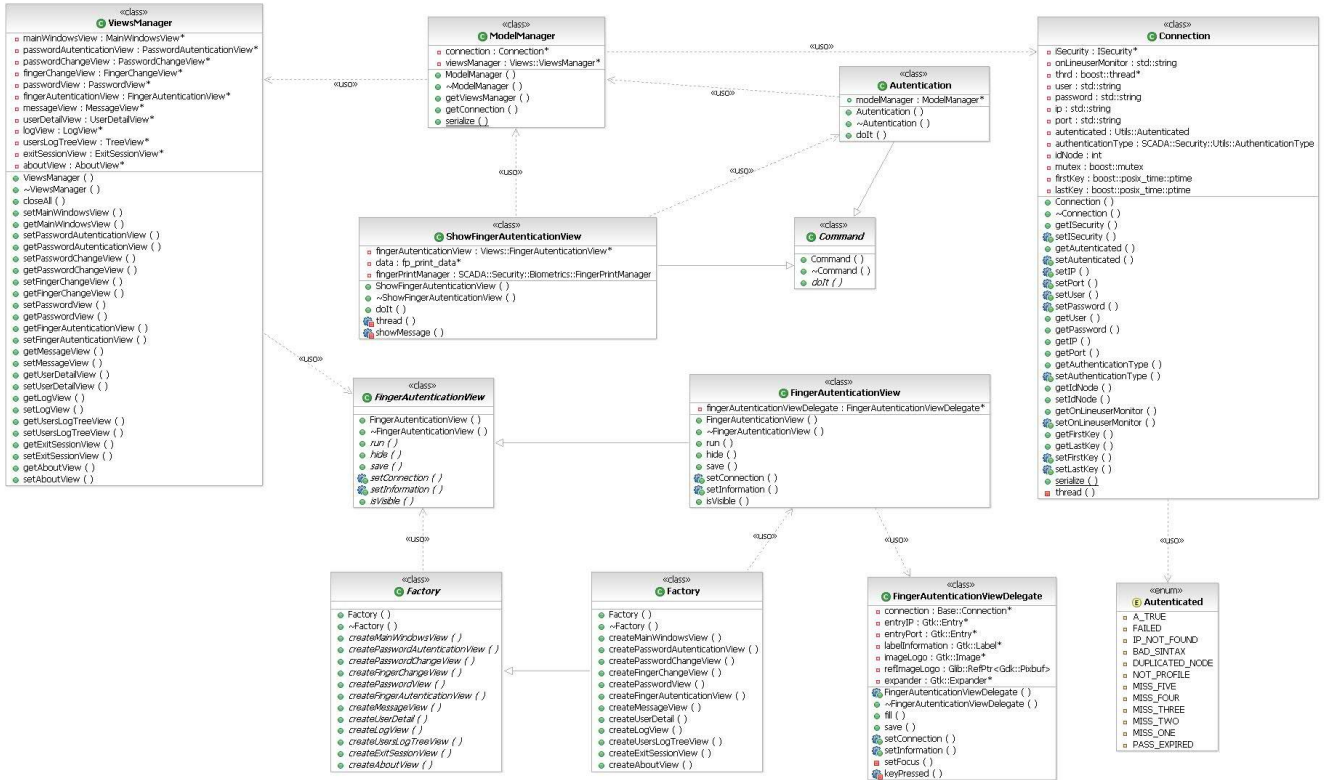 «class»
ViewsManager
mainWindowsView : MainWindowsView*
passwordAutenticationView : PasswordAutenticationView*
passwordChangeView : PasswordChangeView*
fingerChangeView : FingerChangeView*
passwordView : PasswordView*
fingerAutenticationView : FingerAutenticationView*
messageView : MessageView*
userDetailView : UserDetailView*
logView : LogView*
usersLogTreeView : TreeView*
exitSessionView : ExitSessionView*
aboutView : AboutView*
ViewsManager ( )
~ViewsManager ( )
closeAll ( )
setMainWindowsView ( )
getMainWindowsView ( )
setPasswordAutenticationView ( )
getPasswordAutenticationView ( )
setPasswordChangeView ( )
getPasswordChangeView ( )
setFingerChangeView ( )
getFingerChangeView ( )
setPasswordView ( )
getPasswordView ( )
getFingerAutenticationView ( )
setFingerAutenticationView ( )
getMessageView ( )
setMessageView ( )
getUserDetailView ( )
setUserDetailView ( )
getLogView ( )
setLogView ( )
getUsersLogTreeView ( )
setUsersLogTreeView ( )
getExitSessionView ( )
setExitSessionView ( )
getAboutView ( )
setAboutView ( )
«uso»
«class»
ModelManager
connection : Connection*
viewsManager : Views::ViewsManager*
ModelManager ( )
~ModelManager ( )
getViewsManager ( )
getConnection ( )
serialize ( )
«uso»
«uso»
«class»
Autentication
modelManager : ModelManager*
Autentication ( )
~Autentication ( )
doIt ( )
«uso»
«uso»
«class»
Connection
iSecurity : ISecurity*
onLineuserMonitor : std::string
thrd : boost::thread*
user : std::string
password : std::string
ip : std::string
port : std::string
autenticated : Utils::Autenticated
authenticationType : SCADA::Security::Utils::AuthenticationType
idNode : int
mutex : boost::mutex
firstKey : boost::posix_time::ptime
lastKey : boost::posix_time::ptime
Connection ( )
~Connection ( )
getISecurity ( )
setISecurity ( )
getAutenticated ( )
setAutenticated ( )
setIP ( )
setPort ( )
setUser ( )
setPassword ( )
getUser ( )
getPassword ( )
getIP ( )
getPort ( )
getAuthenticationType ( )
setAuthenticationType ( )
getIdNode ( )
setIdNode ( )
getOnLineuserMonitor ( )
setOnLineuserMonitor ( )
getFirstKey ( )
getLastKey ( )
setFirstKey ( )
setLastKey ( )
serialize ( )
thread ( )
«class»
ShowFingerAutenticationView
fingerAutenticationView : Views::FingerAutenticationView*
data : fp_print_data*
fingerPrintManager : SCADA::Security::Biometrics::FingerPrintManager
ShowFingerAutenticationView ( )
~ShowFingerAutenticationView ( )
doIt ( )
thread ( )
showMessage ( )
«class»
Command
Command ( )
~Command ( )
doIt ( )
«uso»
«class»
FingerAutenticationView
FingerAutenticationView ( )
~FingerAutenticationView ( )
run ( )
hide ( )
save ( )
setConnection ( )
setInformation ( )
isVisible ( )
«class»
FingerAutenticationView
fingerAutenticationViewDelegate : FingerAutenticationViewDelegate*
FingerAutenticationView ( )
~FingerAutenticationView ( )
run ( )
hide ( )
save ( )
setConnection ( )
setInformation ( )
isVisible ( )
«uso»
«uso»
«uso»
«uso»
«class»
Factory
Factory ( )
~Factory ( )
createMainWindowsView ( )
createPasswordAutenticationView ( )
createPasswordChangeView ( )
createFingerChangeView ( )
createPasswordView ( )
createFingerAutenticationView ( )
createMessageView ( )
createUserDetail ( )
createLogView ( )
createUsersLogTreeView ( )
createExitSessionView ( )
createAboutView ( )
«class»
Factory
Factory ( )
~Factory ( )
createMainWindowsView ( )
createPasswordAutenticationView ( )
createPasswordChangeView ( )
createFingerChangeView ( )
createPasswordView ( )
createFingerAutenticationView ( )
createMessageView ( )
createUserDetail ( )
createLogView ( )
createUsersLogTreeView ( )
createExitSessionView ( )
createAboutView ( )
«class»
FingerAutenticationViewDelegate
connection : Base::Connection*
entryIP : Gtk::Entry*
entryPort : Gtk::Entry*
labelInformation : Gtk::Label*
imageLogo : Gtk::Image*
refImageLogo : Glib::RefPtr<Gdk::Pixbuf>
expander : Gtk::Expander*
FingerAutenticationViewDelegate ( )
~FingerAutenticationViewDelegate ( )
fill ( )
save ( )
setConnection ( )
setInformation ( )
setFocus ( )
keyPressed ( )
«enum»
Autenticated
A_TRUE
FAILED
IP_NOT_FOUND
BAD_SINTAX
DUPLICATED_NODE
NOT_PROFILE
MISS_FIVE
MISS_FOUR
MISS_THREE
MISS_TWO
MISS_ONE
PASS_EXPIRED